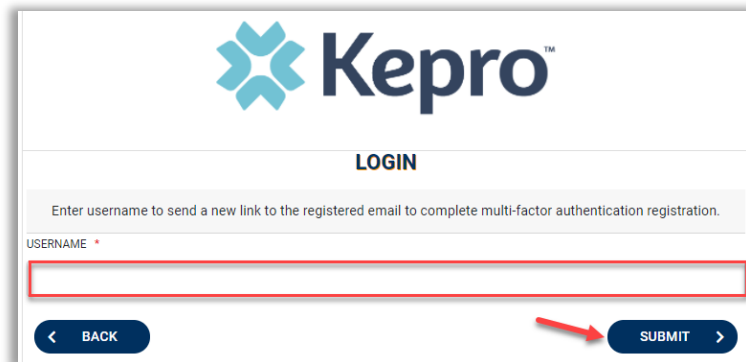 Kepro™
LOGIN
Enter username to send a new link to the registered email to complete multi-factor authentication registration.
USERNAME *
BACK
SUBMIT